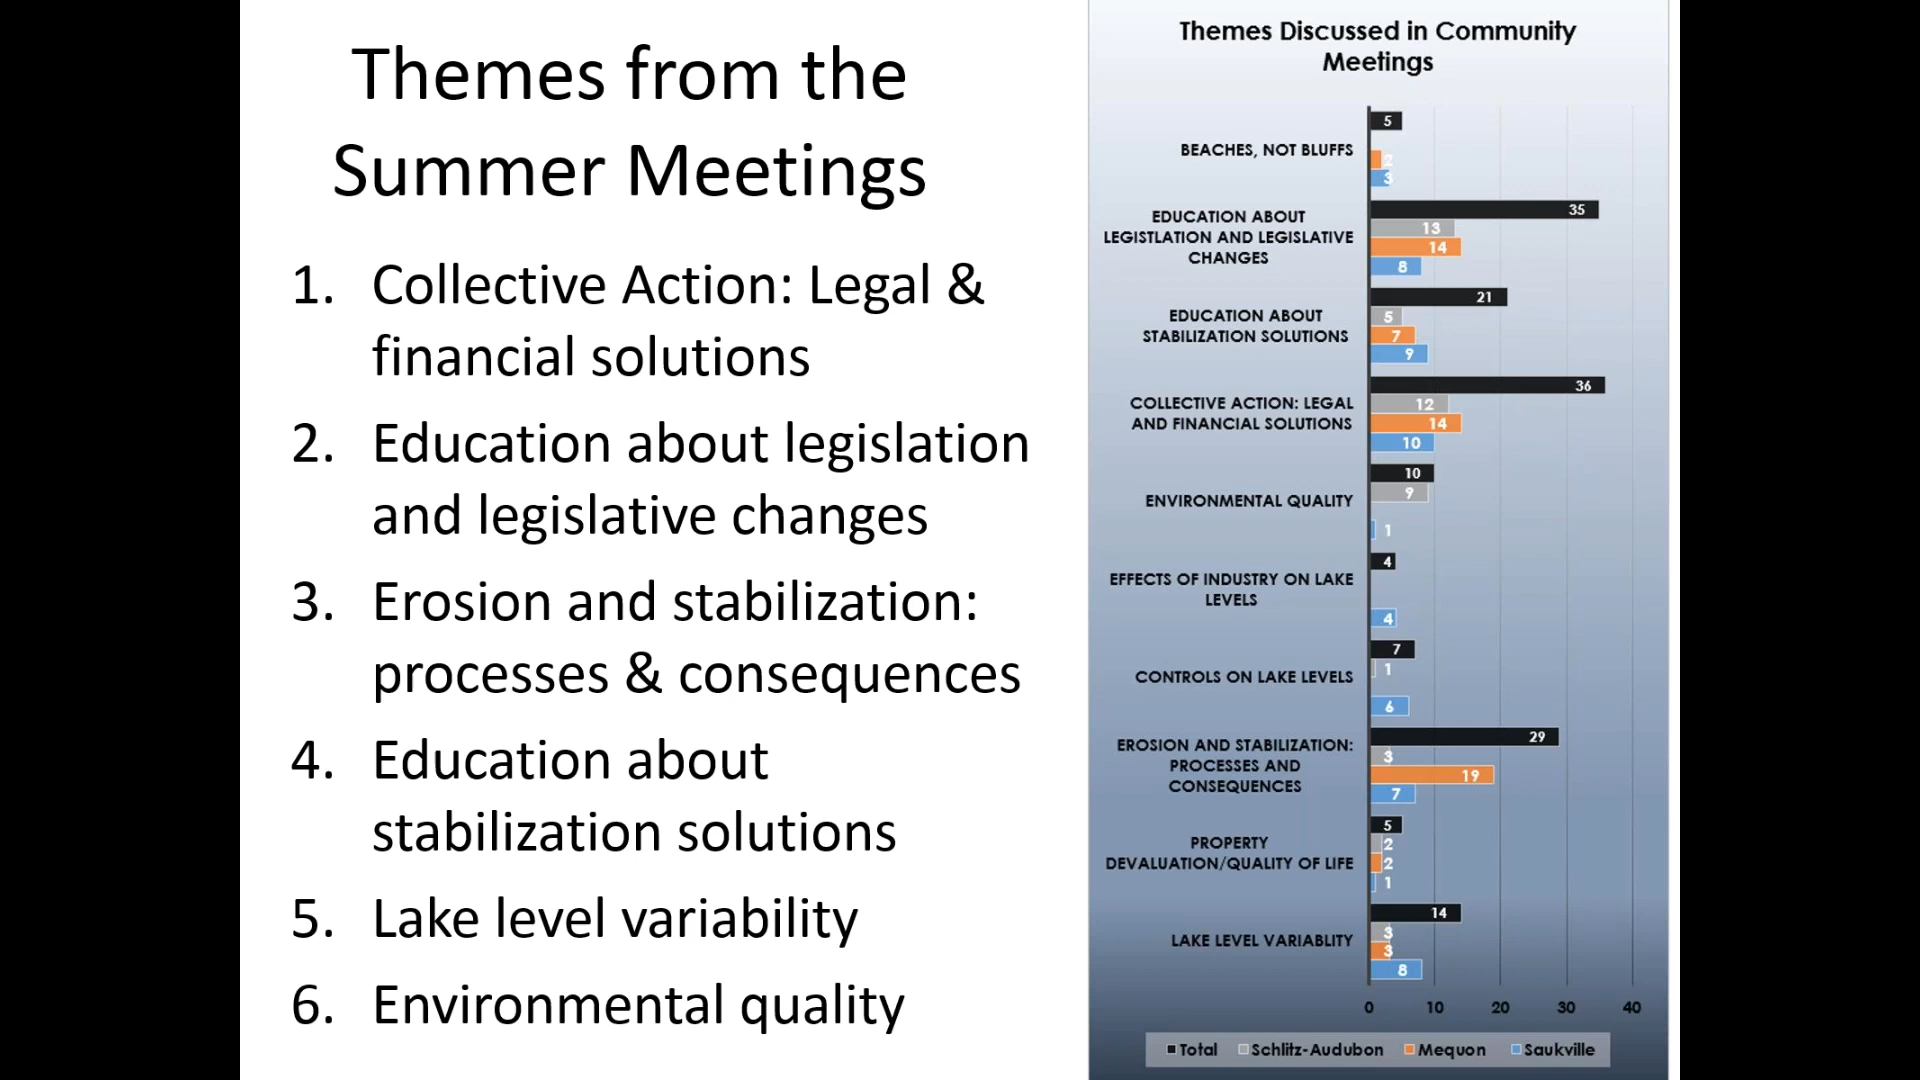 Themes from the
Summer Meetings
1. Collective Action: Legal &
financial solutions
2. Education about legislation
and legislative changes
3. Erosion and stabilization:
processes & consequences
4. Education about
stabilization solutions
5. Lake level variability
6. Environmental quality
Themes Discussed in Community
Meetings
BEACHES, NOT BLUFFS
5
2
3
EDUCATION ABOUT
LEGISTLATION AND LEGISLATIVE
CHANGES
35
13
14
8
EDUCATION ABOUT
STABILIZATION SOLUTIONS
21
5
7
9
COLLECTIVE ACTION: LEGAL
AND FINANCIAL SOLUTIONS
36
12
14
10
ENVIRONMENTAL QUALITY
10
9
1
EFFECTS OF INDUSTRY ON LAKE
LEVELS
4
4
CONTROLS ON LAKE LEVELS
7
1
6
EROSION AND STABILIZATION:
PROCESSES AND
CONSEQUENCES
29
3
19
7
PROPERTY
DEVALUATION/QUALITY OF LIFE
5
2
2
1
LAKE LEVEL VARIABLITY
14
3
3
8
0 10 20 30 40
Total Schlitz-Audubon Mequon Saukville